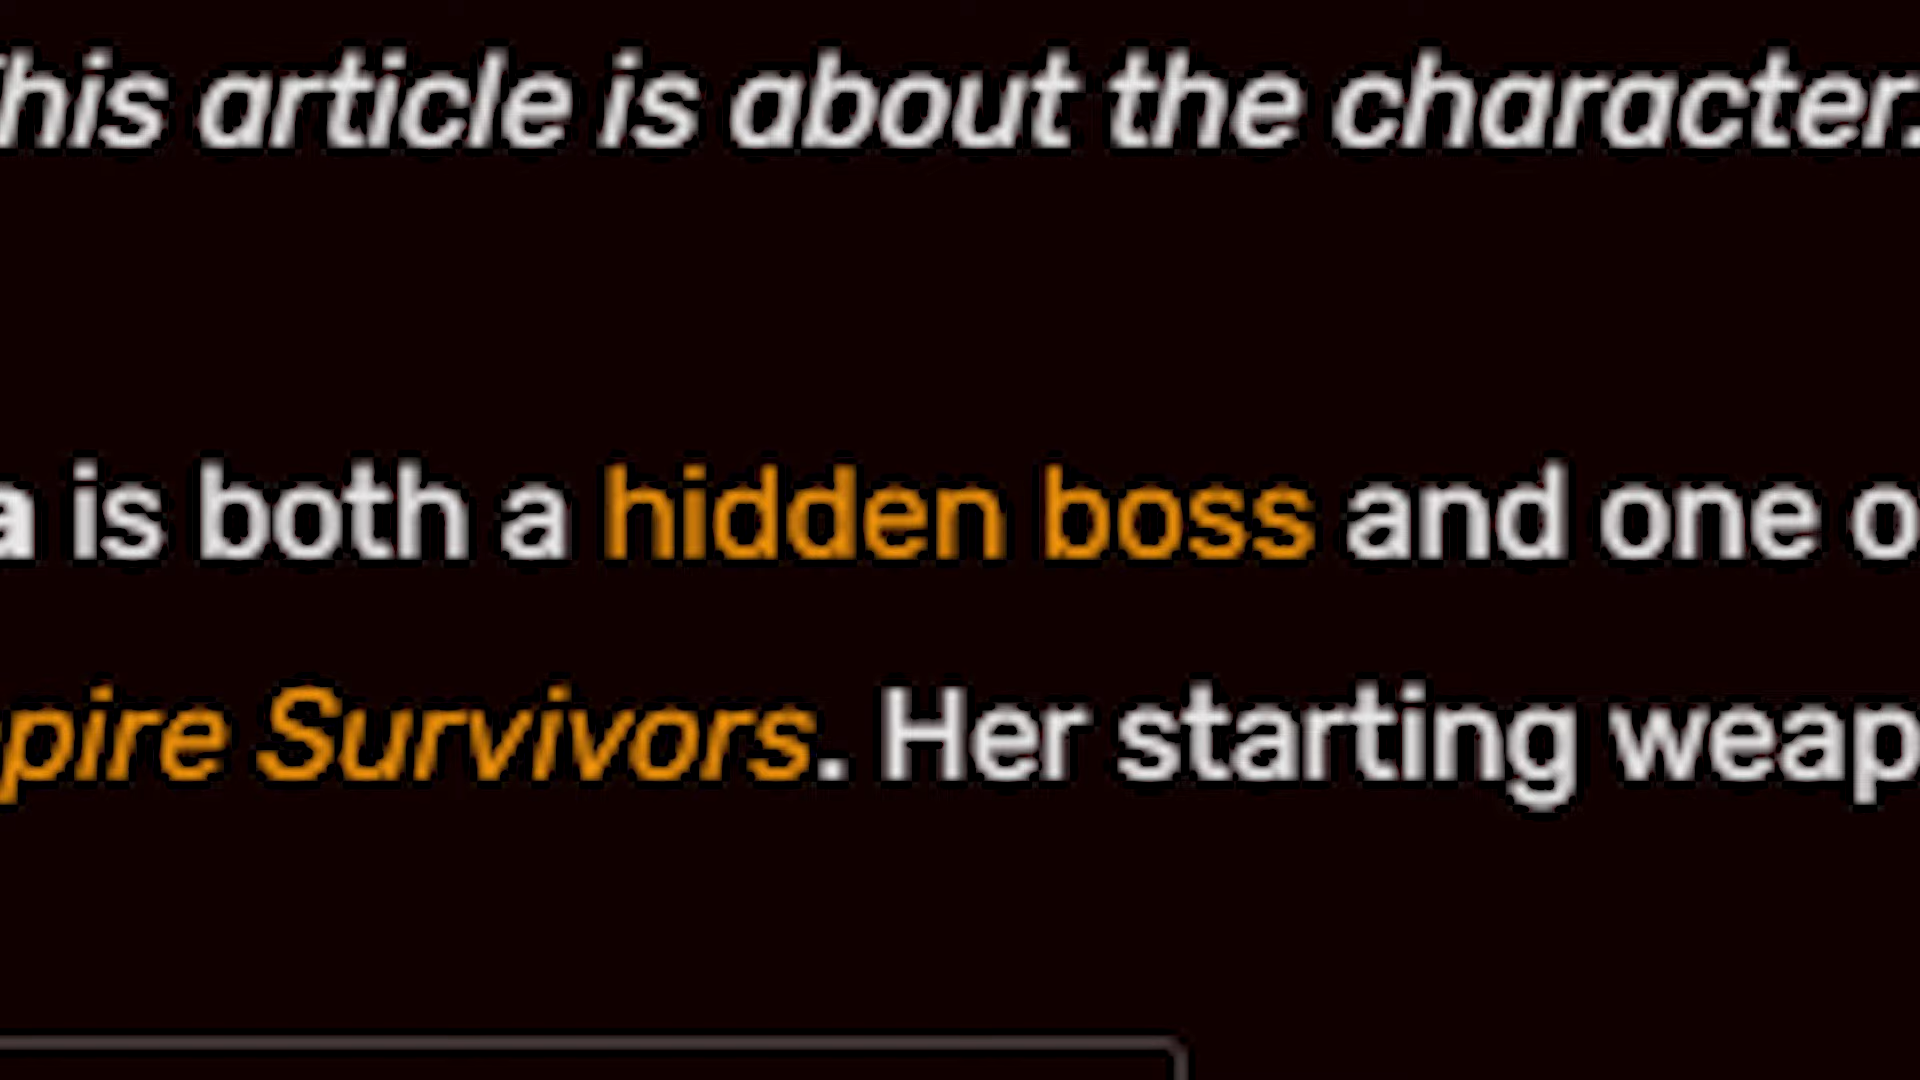 his article is about the character.
a is both a hidden boss and one o
pire Survivors. Her starting weap